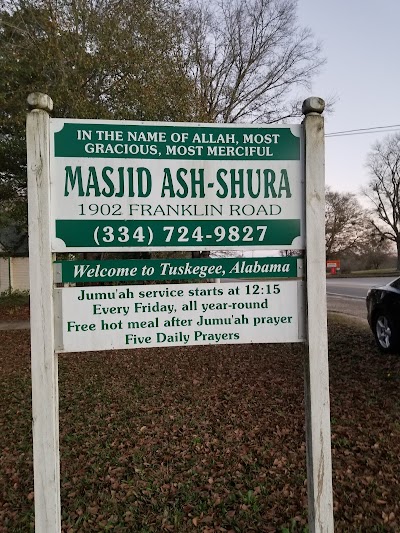 IN THE NAME OF ALLAH, MOST
GRACIOUS, MOST MERCIFUL
MASJID ASH-SHURA
1902 FRANKLIN ROAD
(334) 724-9827
Welcome to Tuskegee, Alabama
Jumu'ah service starts at 12:15
Every Friday, all year-round
Free hot meal after Jumu'ah prayer
Five Daily Prayers